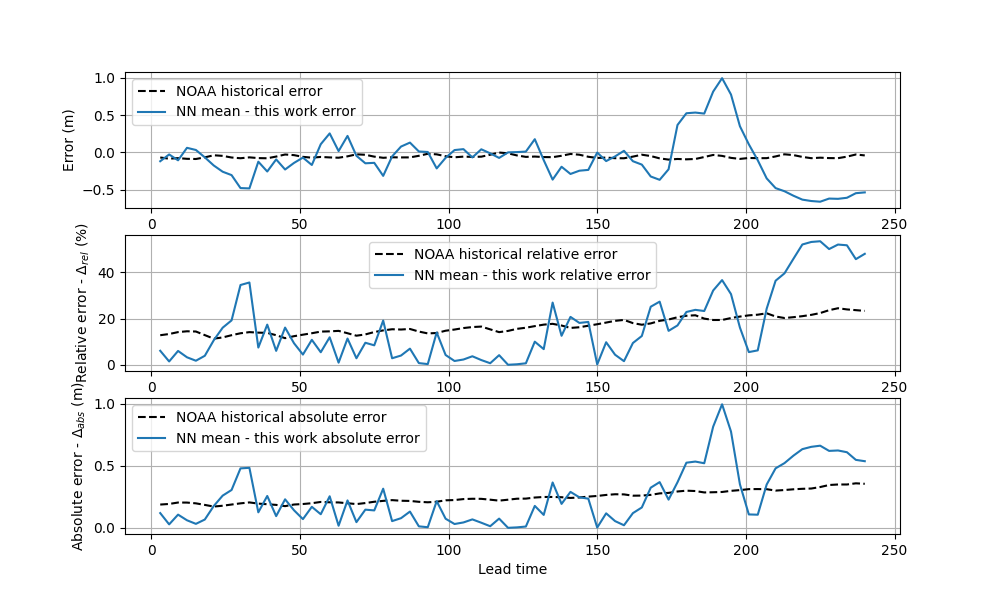 Error (m)
1.0
0.5
0.0
−0.5
NOAA historical error
NN mean - this work error
0 50 100 150 200 250
Relative error - Δrel (%)
40
20
0
NOAA historical relative error
NN mean - this work relative error
0 50 100 150 200 250
Absolute error - Δabs (m)
1.0
0.5
0.0
NOAA historical absolute error
NN mean - this work absolute error
0 50 100 150 200 250
Lead time